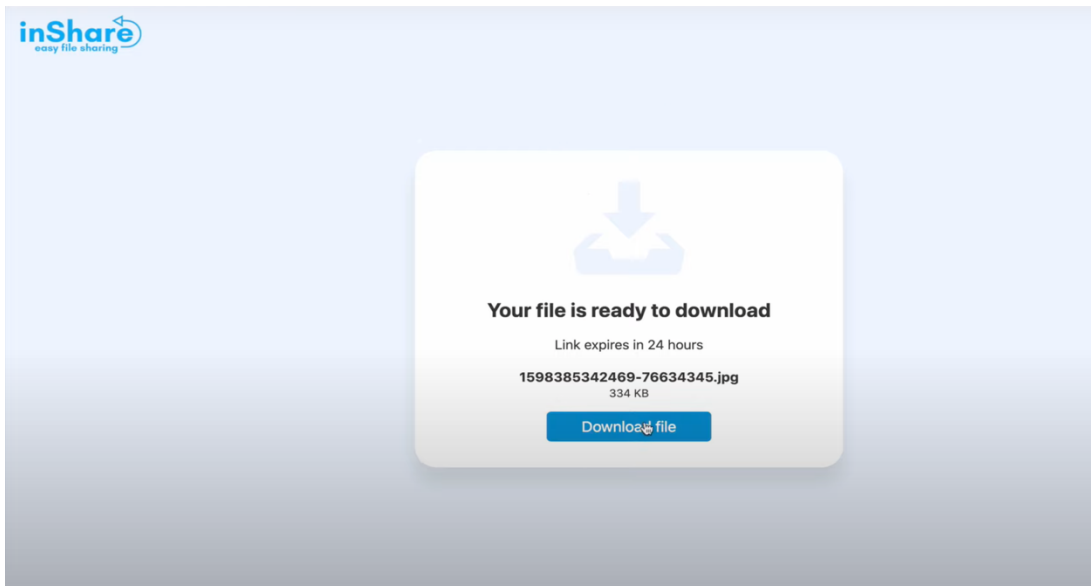 inShare
easy file sharing
Your file is ready to download
Link expires in 24 hours
1598385342469-76634345.jpg
334 KB
Download file